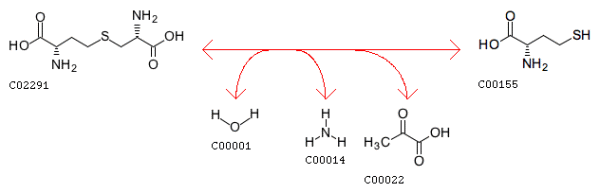 NH2
O
S
HO
OH
NH2
O
C02291
O
SH
HO
NH2
C00155
H
H
O
C00001
H
N
H
H
C00014
O
OH
H3C
O
C00022